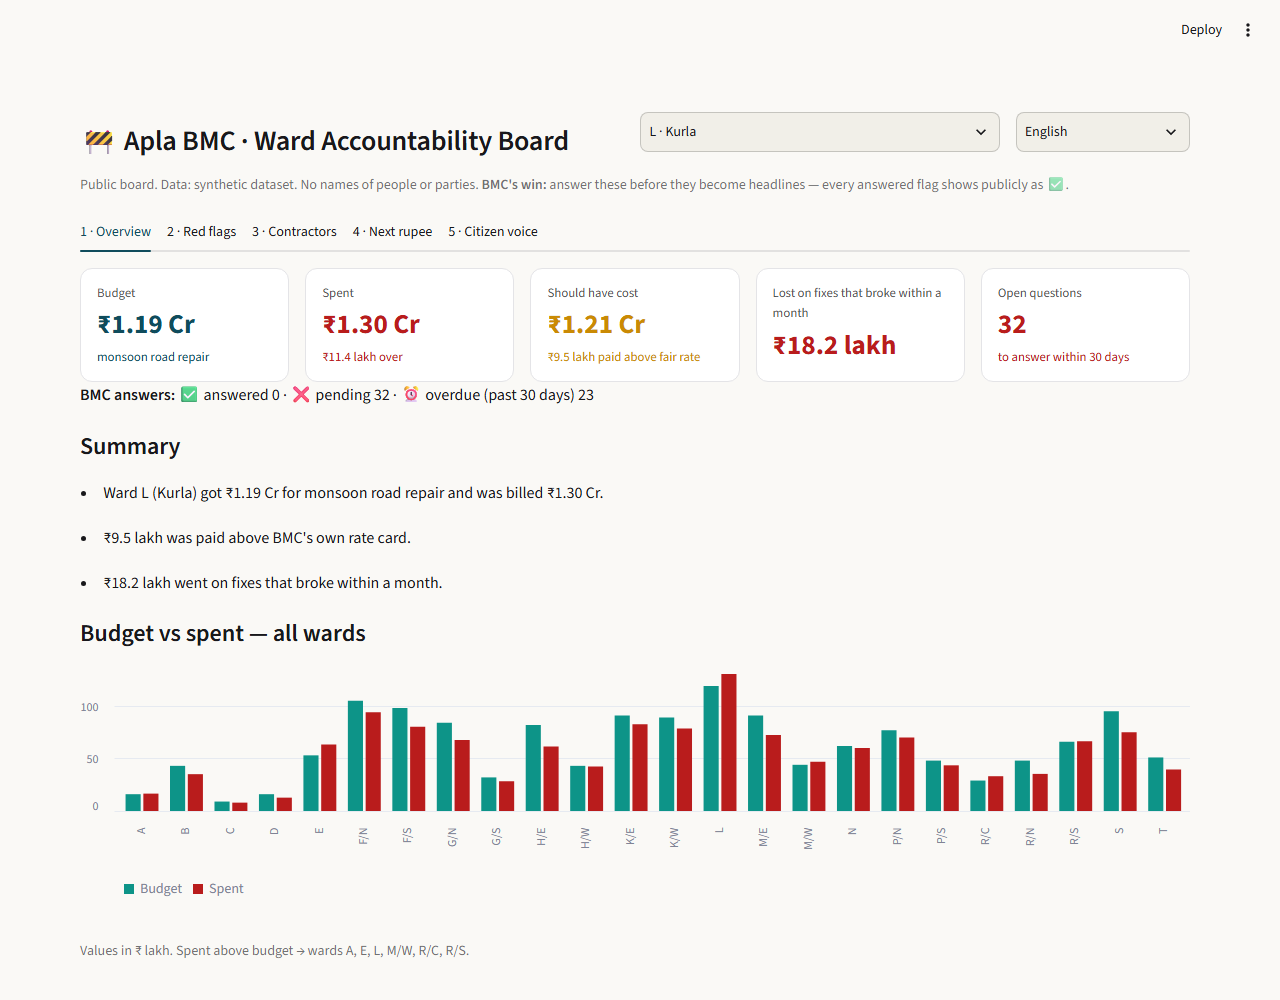 Deploy
🚧 Apla BMC · Ward Accountability Board
L · Kurla
English
Public board. Data: synthetic dataset. No names of people or parties. BMC's win: answer these before they become headlines — every answered flag shows publicly as ✅.
1 · Overview
2 · Red flags
3 · Contractors
4 · Next rupee
5 · Citizen voice
Budget
₹1.19 Cr
monsoon road repair
Spent
₹1.30 Cr
₹11.4 lakh over
Should have cost
₹1.21 Cr
₹9.5 lakh paid above fair rate
Lost on fixes that broke within a
month
₹18.2 lakh
Open questions
32
to answer within 30 days
BMC answers: ✅ answered 0 · ❌ pending 32 · ⏰ overdue (past 30 days) 23
Summary
• Ward L (Kurla) got ₹1.19 Cr for monsoon road repair and was billed ₹1.30 Cr.
• ₹9.5 lakh was paid above BMC's own rate card.
• ₹18.2 lakh went on fixes that broke within a month.
Budget vs spent — all wards
100
50
0
A
B
C
D
E
F/N
F/S
G/N
G/S
H/E
H/W
K/E
K/W
L
M/E
M/W
N
P/N
P/S
R/C
R/N
R/S
S
T
Budget
Spent
Values in ₹ lakh. Spent above budget → wards A, E, L, M/W, R/C, R/S.